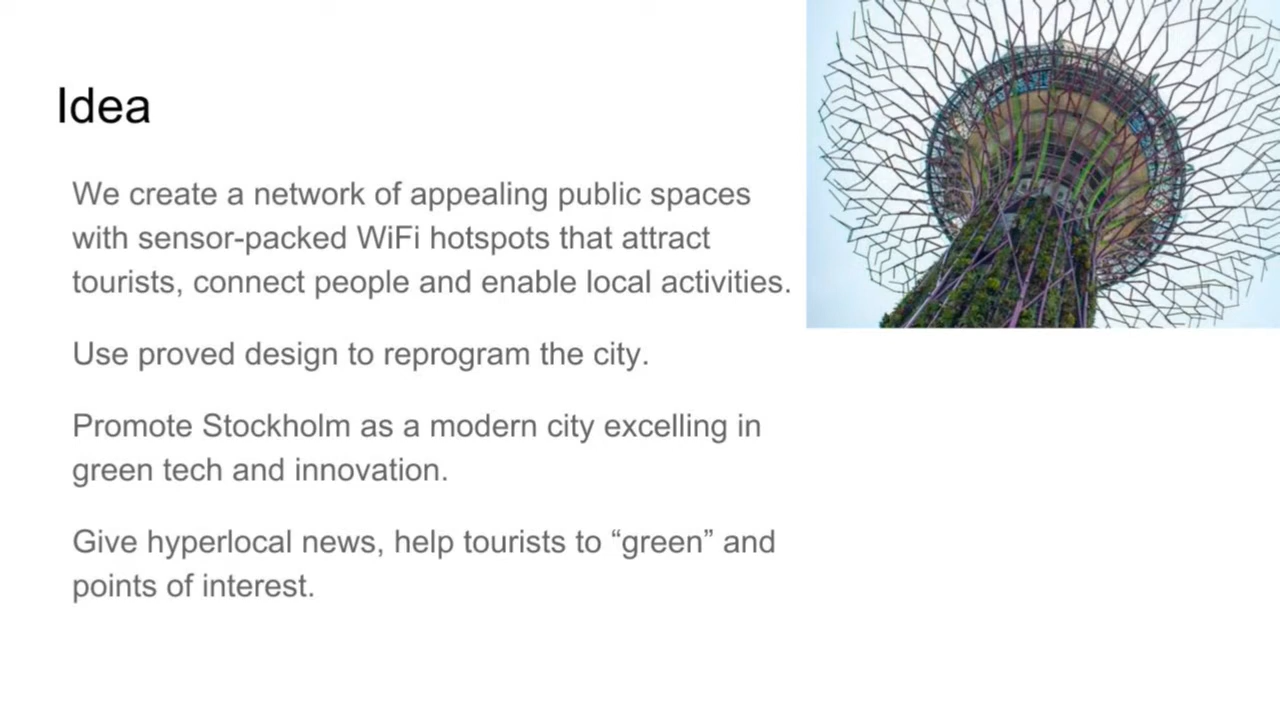 Idea
We create a network of appealing public spaces
with sensor-packed WiFi hotspots that attract
tourists, connect people and enable local activities.
Use proved design to reprogram the city.
Promote Stockholm as a modern city excelling in
green tech and innovation.
Give hyperlocal news, help tourists to “green” and
points of interest.